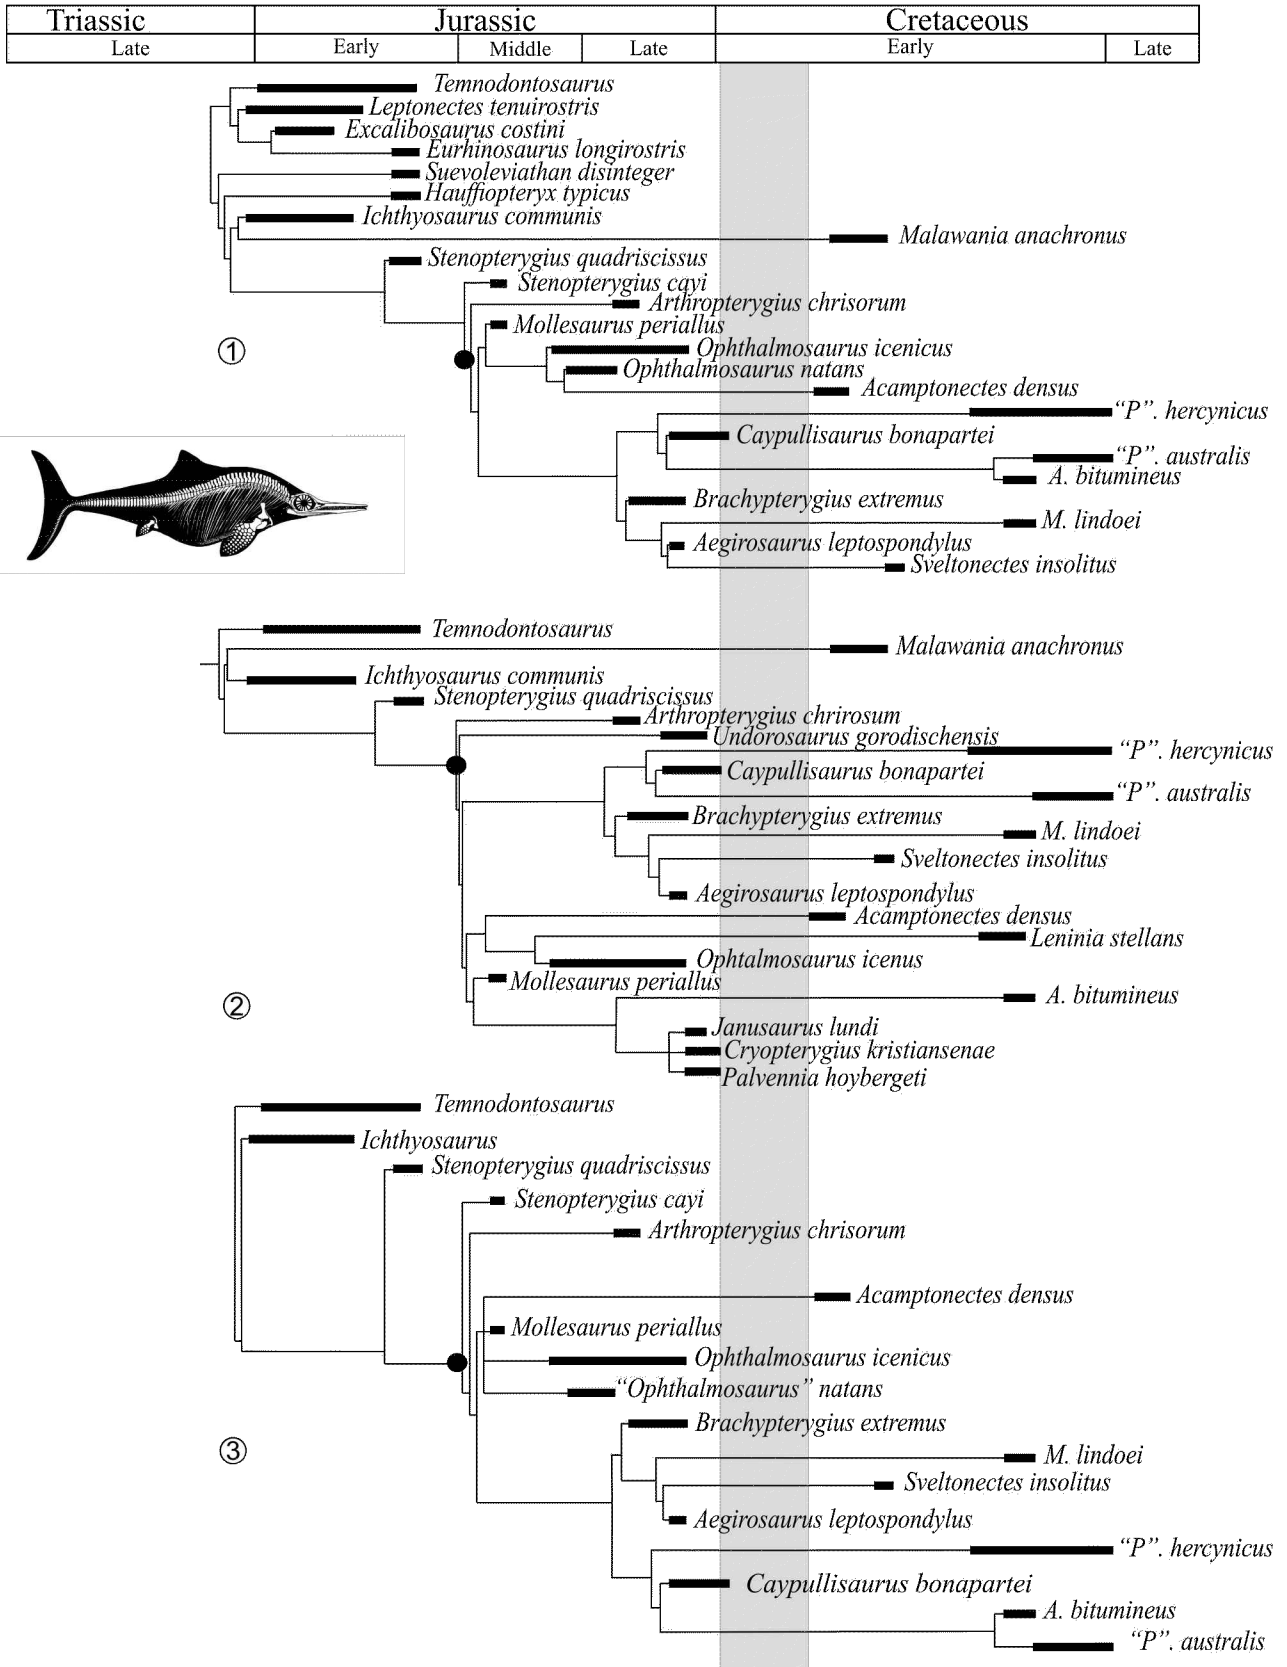 Triassic Jurassic Cretaceous
Late Early Middle Late Early Late
Temnodontosaurus
Leptonectes tenuirostris
Excalibosaurus costini
Eurhinosaurus longirostris
Suevoleviathan disinteger
Hauffiopteryx typicus
Ichthyosaurus communis
Malawania anachronus
Stenopterygius quadriscissus
Stenopterygius cayi
Arthropterygius chrisorum
Mollesaurus periallus
① Ophthalmosaurus icenicus
Ophthalmosaurus natans
Acamptonectes densus
“P”. hercynicus
Caypullisaurus bonapartei
“P”. australis
A. bitumineus
Brachypterygius extremus
M. lindoei
Aegirosaurus leptospondylus
Sveltonectes insolitus
Temnodontosaurus
Malawania anachronus
Ichthyosaurus communis
Stenopterygius quadriscissus
Arthropterygius chrirosum
Undorosaurus gorodischensis
“P”. hercynicus
Caypullisaurus bonapartei
“P”. australis
Brachypterygius extremus
M. lindoei
Sveltonectes insolitus
Aegirosaurus leptospondylus
Acamptonectes densus
Leninia stellans
Ophtalmosaurus icenus
Mollesaurus periallus
② A. bitumineus
Janusaurus lundi
Cryopterygius kristiansenae
Palvennia hoybergeti
Temnodontosaurus
Ichthyosaurus
Stenopterygius quadriscissus
Stenopterygius cayi
Arthropterygius chrisorum
Acamptonectes densus
Mollesaurus periallus
Ophthalmosaurus icenicus
“Ophthalmosaurus” natans
Brachypterygius extremus
③ M. lindoei
Sveltonectes insolitus
Aegirosaurus leptospondylus
“P”. hercynicus
Caypullisaurus bonapartei
A. bitumineus
“P”. australis